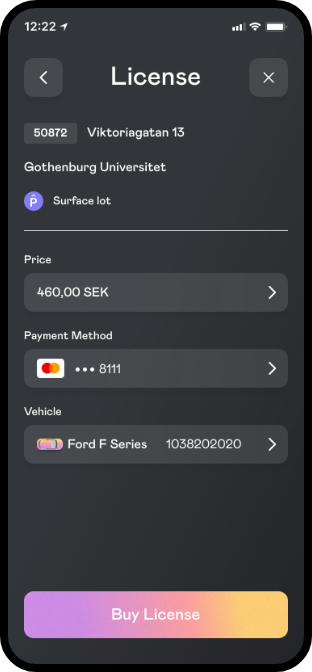 12:22
License
50872 Viktoriagatan 13
Gothenburg Universitet
P Surface lot
Price
460,00 SEK
Payment Method
••• 8111
Vehicle
Ford F Series 1038202020
Buy License